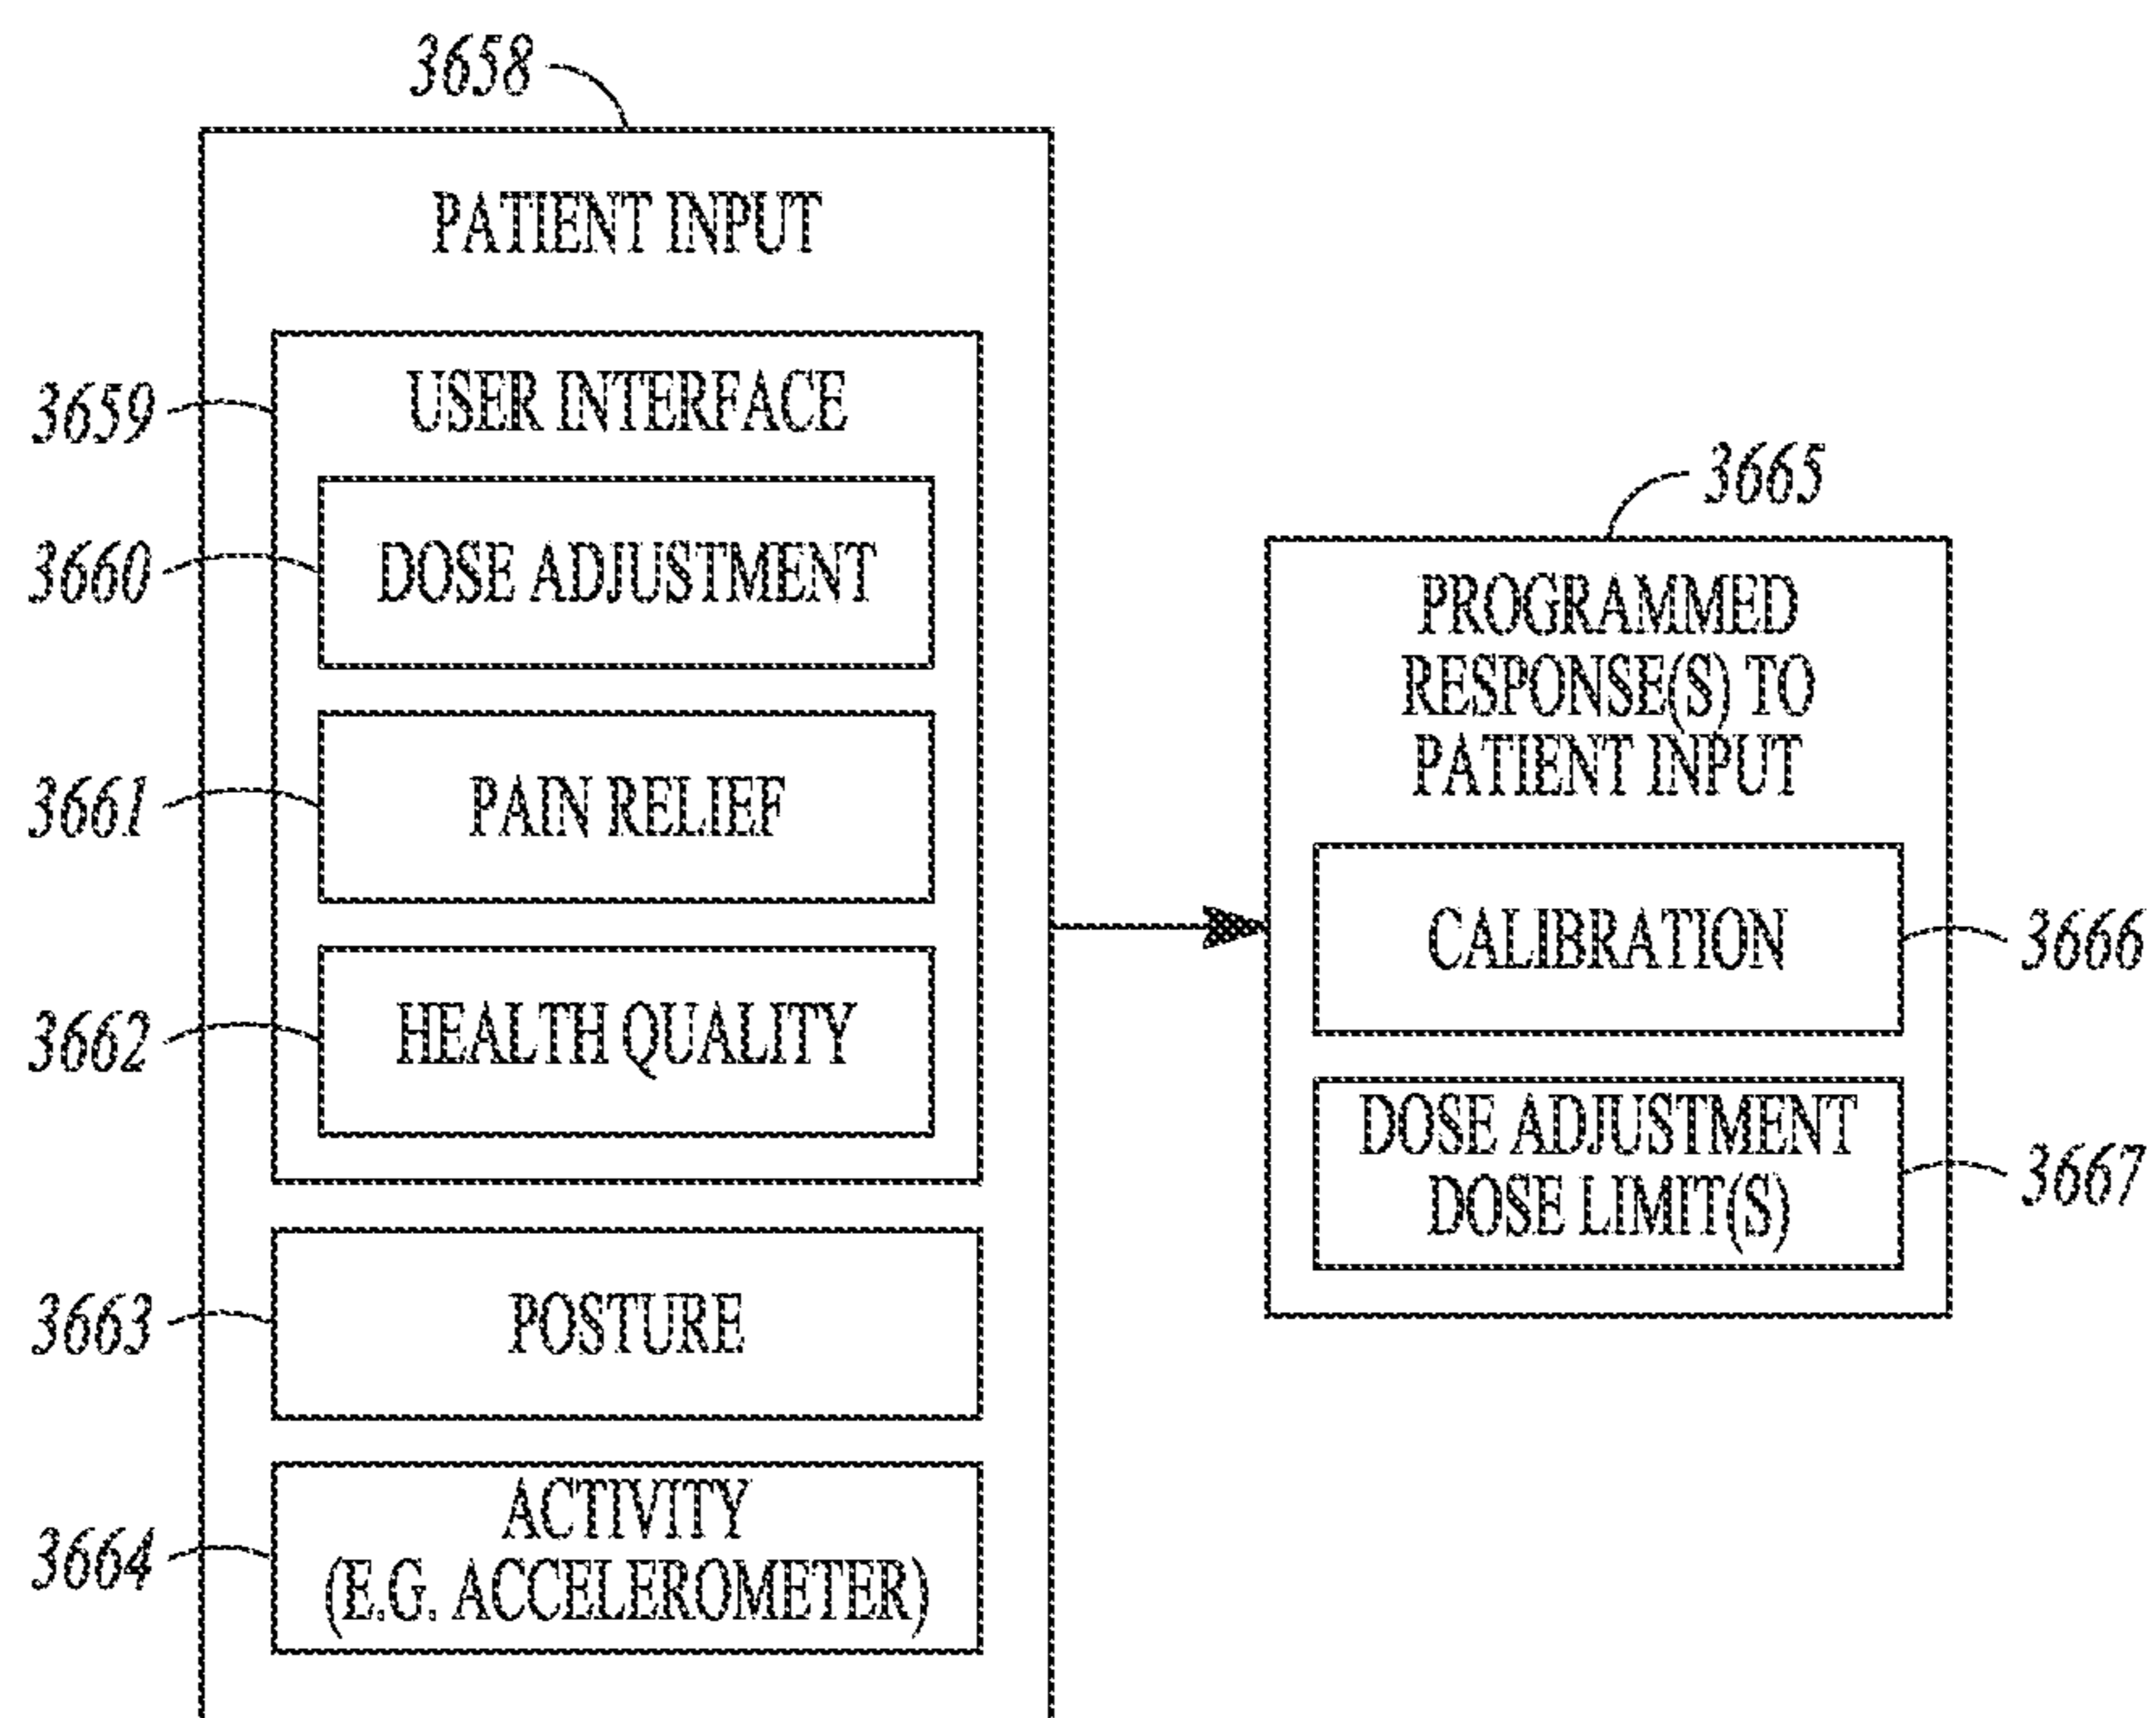 3658
PATIENT INPUT
3659
USER INTERFACE
3660
DOSE ADJUSTMENT
3661
PAIN RELIEF
3662
HEALTH QUALITY
3663
POSTURE
3664
ACTIVITY
(E.G. ACCELEROMETER)
3665
PROGRAMMED
RESPONSE(S) TO
PATIENT INPUT
CALIBRATION
3666
DOSE ADJUSTMENT
DOSE LIMIT(S)
3667